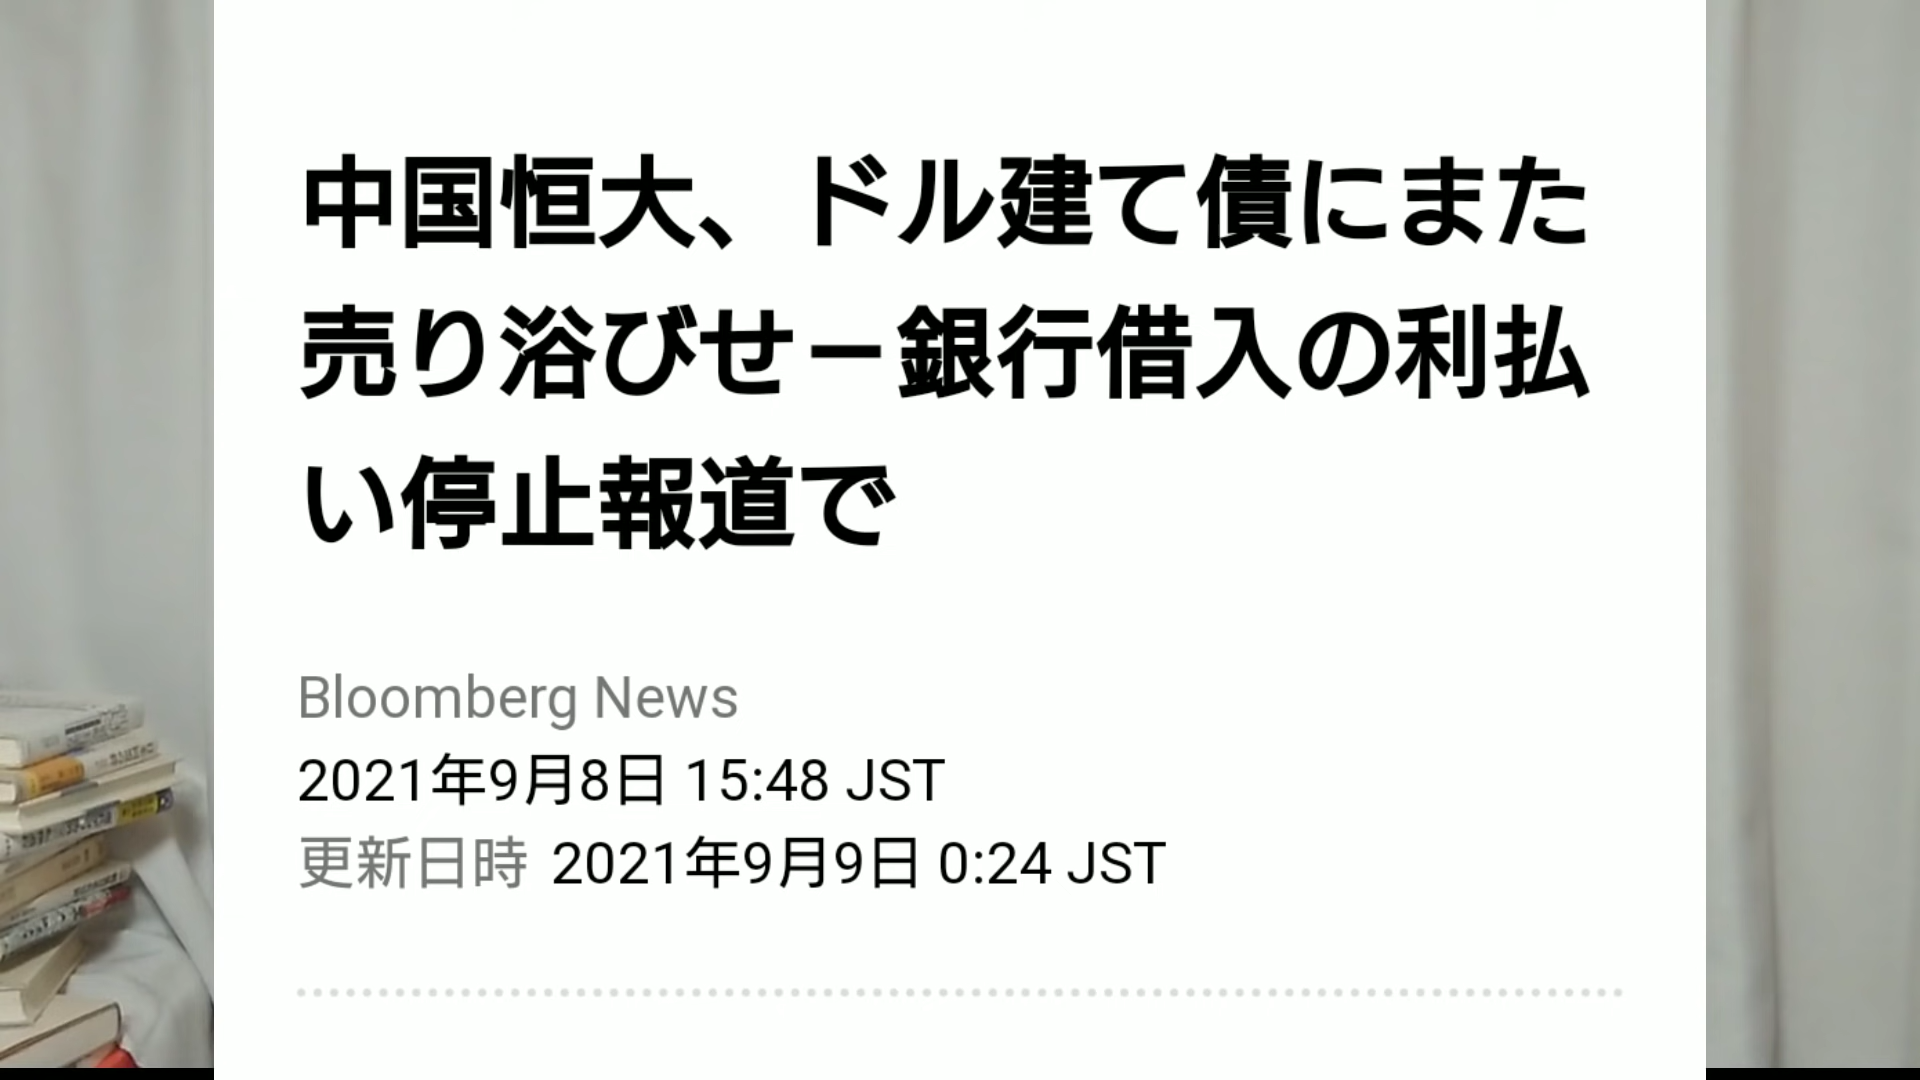 中国恒大、ドル建て債にまた
売り浴びせ－銀行借入の利払
い停止報道で
Bloomberg News
2021年9月8日 15:48 JST
更新日時 2021年9月9日 0:24 JST